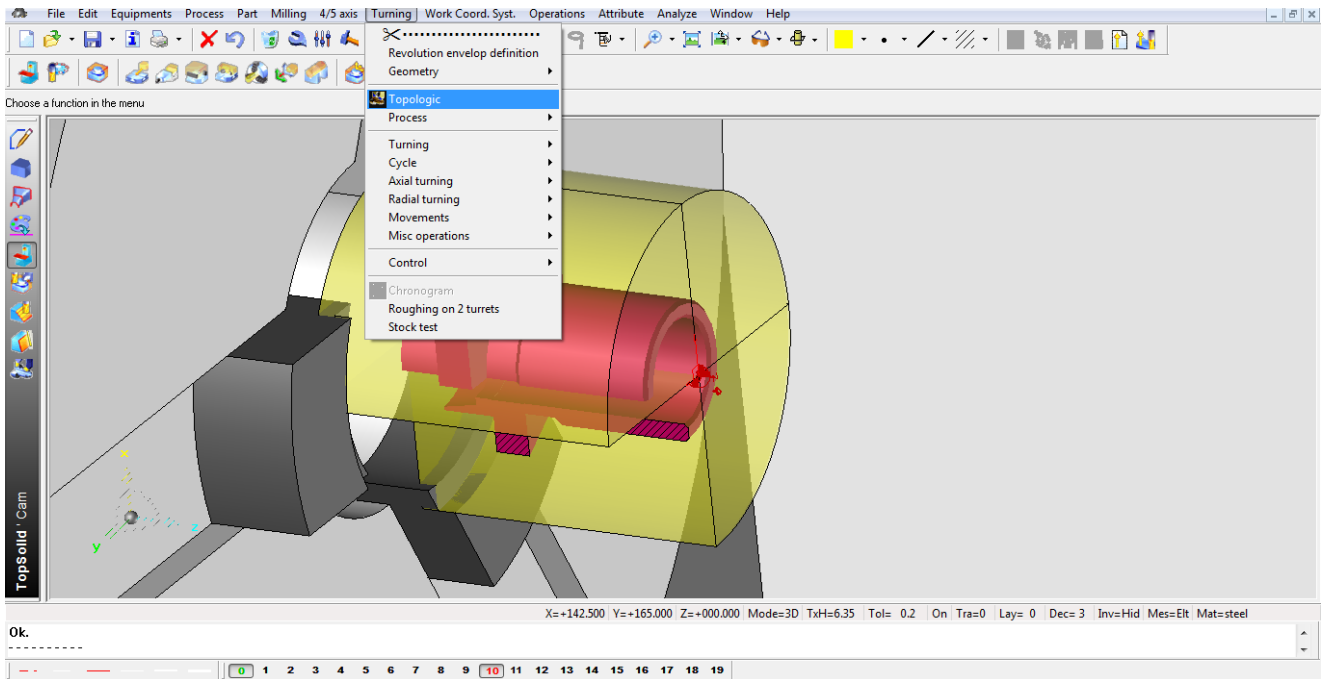 File Edit Equipments Process Part Milling 4/5 axis Turning Work Coord. Syst. Operations Attribute Analyze Window Help
Revolution envelop definition
Geometry
Choose a function in the menu
Topologic
Process
Turning
Cycle
Axial turning
Radial turning
Movements
Misc operations
Control
Chronogram
Roughing on 2 turrets
Stock test
x
z
y
TopSolid 'Cam
X=+142.500 Y=+165.000 Z=+000.000 Mode=3D TxH=6.35 Tol= 0.2 On Tra=0 Lay= 0 Dec= 3 Inv=Hid Mes=Elt Mat=steel
Ok.
----------
0 1 2 3 4 5 6 7 8 9 10 11 12 13 14 15 16 17 18 19